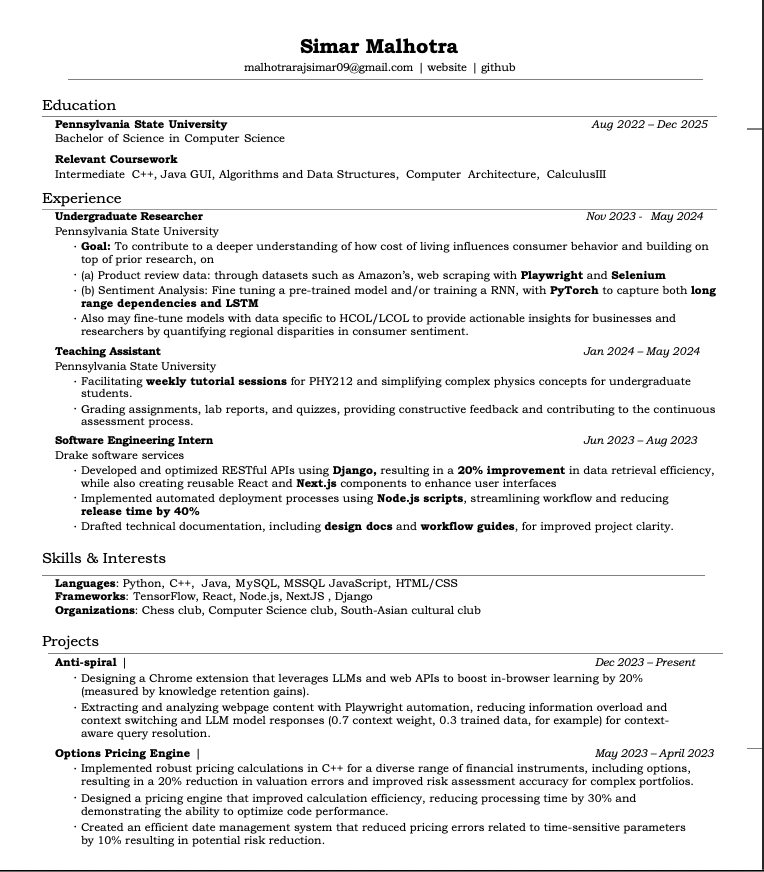 Simar Malhotra
malhotrarajsimar09@gmail.com | website | github
Education
Pennsylvania State University Aug 2022 – Dec 2025
Bachelor of Science in Computer Science
Relevant Coursework
Intermediate C++, Java GUI, Algorithms and Data Structures, Computer Architecture, CalculusIII
Experience
Undergraduate Researcher Nov 2023 - May 2024
Pennsylvania State University
· Goal: To contribute to a deeper understanding of how cost of living influences consumer behavior and building on
top of prior research, on
· (a) Product review data: through datasets such as Amazon’s, web scraping with Playwright and Selenium
· (b) Sentiment Analysis: Fine tuning a pre-trained model and/or training a RNN, with PyTorch to capture both long
range dependencies and LSTM
· Also may fine-tune models with data specific to HCOL/LCOL to provide actionable insights for businesses and
researchers by quantifying regional disparities in consumer sentiment.
Teaching Assistant Jan 2024 – May 2024
Pennsylvania State University
· Facilitating weekly tutorial sessions for PHY212 and simplifying complex physics concepts for undergraduate
students.
· Grading assignments, lab reports, and quizzes, providing constructive feedback and contributing to the continuous
assessment process.
Software Engineering Intern Jun 2023 – Aug 2023
Drake software services
· Developed and optimized RESTful APIs using Django, resulting in a 20% improvement in data retrieval efficiency,
while also creating reusable React and Next.js components to enhance user interfaces
· Implemented automated deployment processes using Node.js scripts, streamlining workflow and reducing
release time by 40%
· Drafted technical documentation, including design docs and workflow guides, for improved project clarity.
Skills & Interests
Languages: Python, C++, Java, MySQL, MSSQL JavaScript, HTML/CSS
Frameworks: TensorFlow, React, Node.js, NextJS , Django
Organizations: Chess club, Computer Science club, South-Asian cultural club
Projects
Anti-spiral | Dec 2023 – Present
· Designing a Chrome extension that leverages LLMs and web APIs to boost in-browser learning by 20%
(measured by knowledge retention gains).
· Extracting and analyzing webpage content with Playwright automation, reducing information overload and
context switching and LLM model responses (0.7 context weight, 0.3 trained data, for example) for context-
aware query resolution.
Options Pricing Engine | May 2023 – April 2023
· Implemented robust pricing calculations in C++ for a diverse range of financial instruments, including options,
resulting in a 20% reduction in valuation errors and improved risk assessment accuracy for complex portfolios.
· Designed a pricing engine that improved calculation efficiency, reducing processing time by 30% and
demonstrating the ability to optimize code performance.
· Created an efficient date management system that reduced pricing errors related to time-sensitive parameters
by 10% resulting in potential risk reduction.